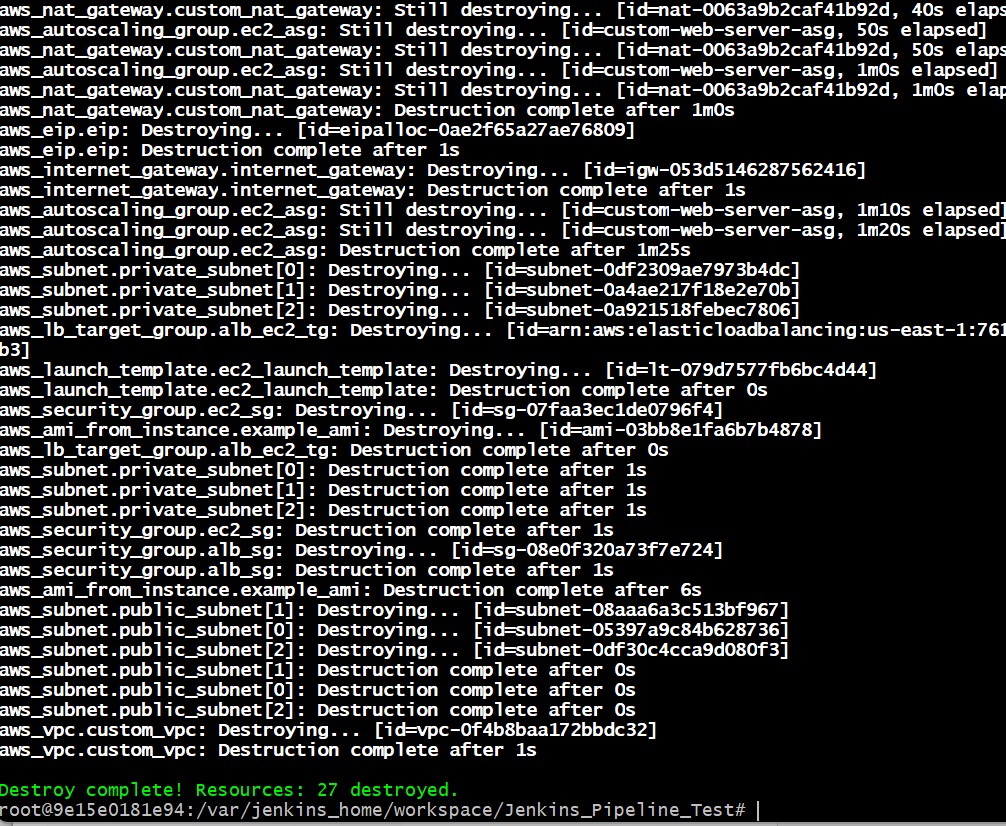 aws_nat_gateway.custom_nat_gateway: Still destroying... [id=nat-0063a9b2caf41b92d, 40s elaps
aws_autoscaling_group.ec2_asg: Still destroying... [id=custom-web-server-asg, 50s elapsed]
aws_nat_gateway.custom_nat_gateway: Still destroying... [id=nat-0063a9b2caf41b92d, 50s elaps
aws_autoscaling_group.ec2_asg: Still destroying... [id=custom-web-server-asg, 1m0s elapsed]
aws_nat_gateway.custom_nat_gateway: Still destroying... [id=nat-0063a9b2caf41b92d, 1m0s elap
aws_nat_gateway.custom_nat_gateway: Destruction complete after 1m0s
aws_eip.eip: Destroying... [id=eipalloc-0ae2f65a27ae76809]
aws_eip.eip: Destruction complete after 1s
aws_internet_gateway.internet_gateway: Destroying... [id=igw-053d5146287562416]
aws_internet_gateway.internet_gateway: Destruction complete after 1s
aws_autoscaling_group.ec2_asg: Still destroying... [id=custom-web-server-asg, 1m10s elapsed]
aws_autoscaling_group.ec2_asg: Still destroying... [id=custom-web-server-asg, 1m20s elapsed]
aws_autoscaling_group.ec2_asg: Destruction complete after 1m25s
aws_subnet.private_subnet[0]: Destroying... [id=subnet-0df2309ae7973b4dc]
aws_subnet.private_subnet[1]: Destroying... [id=subnet-0a4ae217f18e2e70b]
aws_subnet.private_subnet[2]: Destroying... [id=subnet-0a921518febec7806]
aws_lb_target_group.alb_ec2_tg: Destroying... [id=arn:aws:elasticloadbalancing:us-east-1:761
b3]
aws_launch_template.ec2_launch_template: Destroying... [id=lt-079d7577fb6bc4d44]
aws_launch_template.ec2_launch_template: Destruction complete after 0s
aws_security_group.ec2_sg: Destroying... [id=sg-07faa3ec1de0796f4]
aws_ami_from_instance.example_ami: Destroying... [id=ami-03bb8e1fa6b7b4878]
aws_lb_target_group.alb_ec2_tg: Destruction complete after 0s
aws_subnet.private_subnet[0]: Destruction complete after 1s
aws_subnet.private_subnet[1]: Destruction complete after 1s
aws_subnet.private_subnet[2]: Destruction complete after 1s
aws_security_group.ec2_sg: Destruction complete after 1s
aws_security_group.alb_sg: Destroying... [id=sg-08e0f320a73f7e724]
aws_security_group.alb_sg: Destruction complete after 1s
aws_ami_from_instance.example_ami: Destruction complete after 6s
aws_subnet.public_subnet[1]: Destroying... [id=subnet-08aaa6a3c513bf967]
aws_subnet.public_subnet[0]: Destroying... [id=subnet-05397a9c84b628736]
aws_subnet.public_subnet[2]: Destroying... [id=subnet-0df30c4cca9d080f3]
aws_subnet.public_subnet[1]: Destruction complete after 0s
aws_subnet.public_subnet[0]: Destruction complete after 0s
aws_subnet.public_subnet[2]: Destruction complete after 0s
aws_vpc.custom_vpc: Destroying... [id=vpc-0f4b8baa172bbdc32]
aws_vpc.custom_vpc: Destruction complete after 1s
Destroy complete! Resources: 27 destroyed.
root@9e15e0181e94:/var/jenkins_home/workspace/Jenkins_Pipeline_Test#